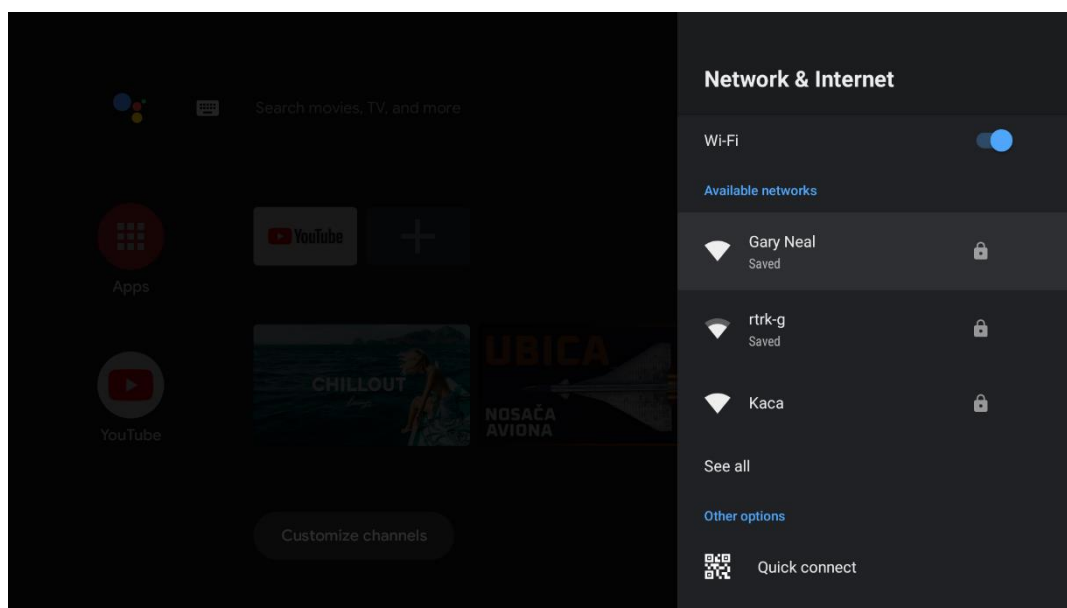 Search movies, TV, and more
Apps
YouTube
YouTube
CHILLOUT
UBICA
NOSAČA
AVIONA
Customize channels
Network & Internet
Wi-Fi
Available networks
Gary Neal
Saved
rtrk-g
Saved
Kaca
See all
Other options
Quick connect